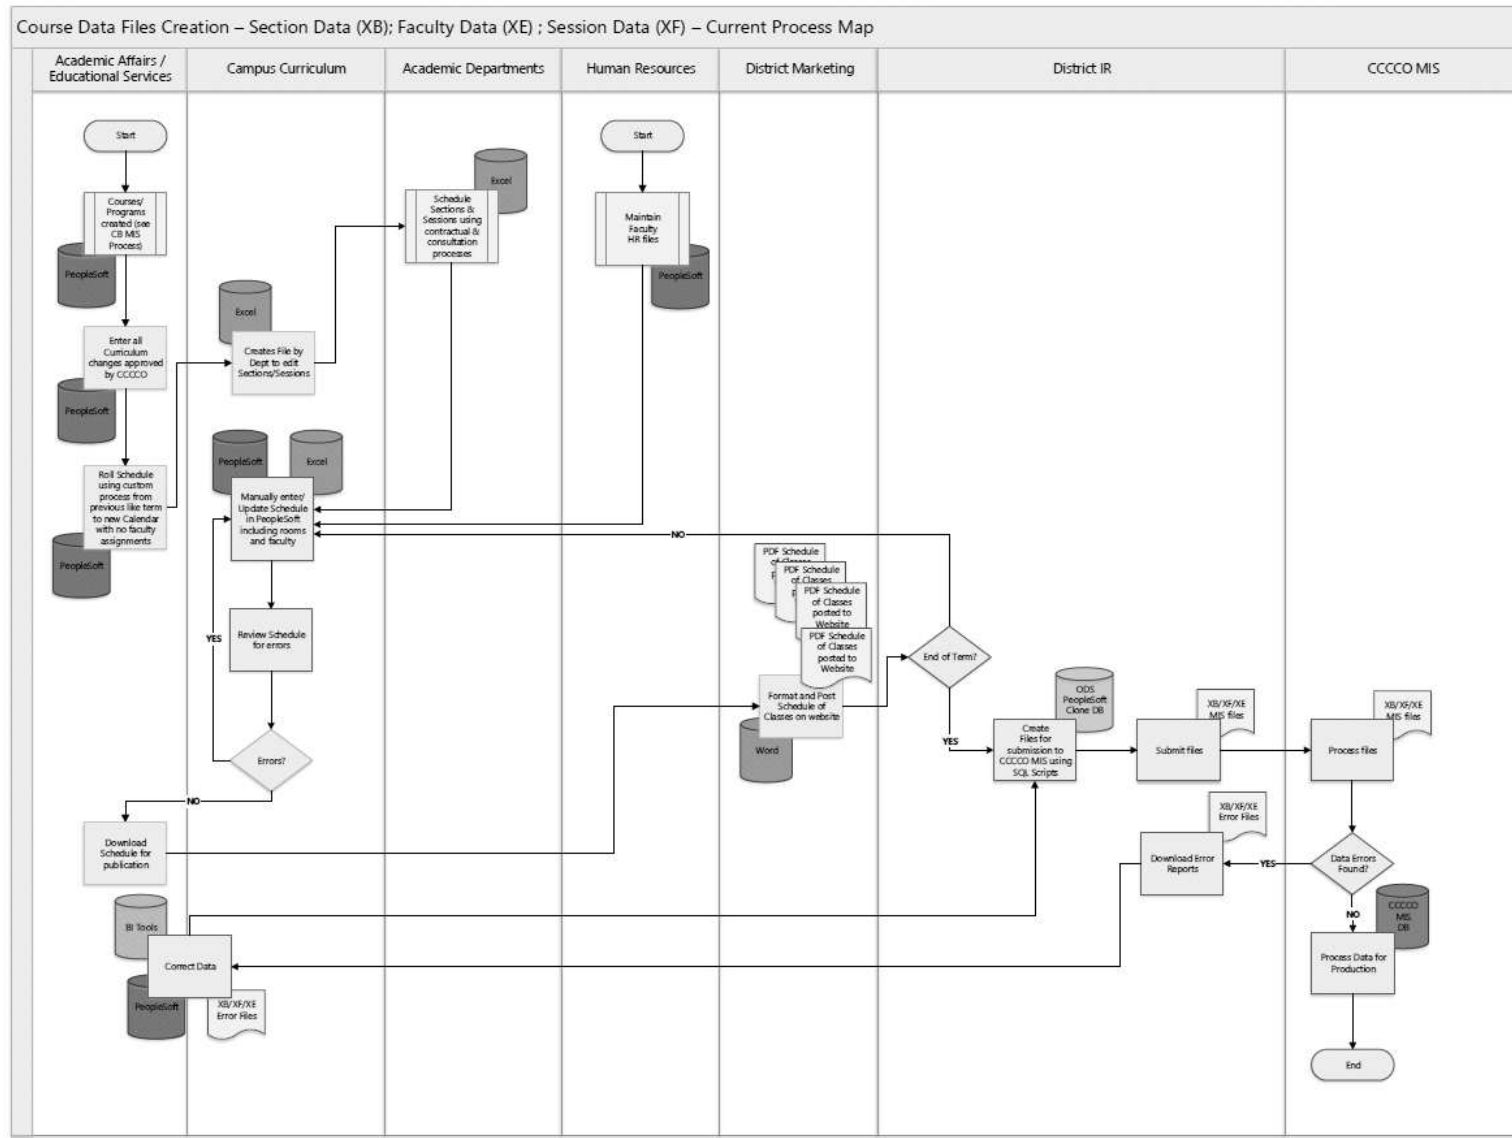 Course Data Files Creation – Section Data (XB); Faculty Data (XE) ; Session Data (XF) – Current Process Map
Academic Affairs /
Educational Services
Campus Curriculum
Academic Departments
Human Resources
District Marketing
District IR
CCCCO MIS
Start
Courses/
Programs
created (see
CB MIS
Process)
PeopleSoft
Enter all
Curriculum
changes approved
by CCCCO
PeopleSoft
Roll Schedule
using custom
process from
previous like term
to new Calendar
with no faculty
assignments
PeopleSoft
Excel
Creates File by
Dept to edit
Sections/Sessions
Excel
Schedule
Sections &
Sessions using
contractual &
consultation
processes
Start
Maintain
Faculty
HR files
PeopleSoft
PeopleSoft
Excel
Manually enter/
Update Schedule
in PeopleSoft
including rooms
and faculty
NO
Review Schedule
for errors
YES
Errors?
NO
Download
Schedule for
publication
PDF Schedule
of Classes
PDF Schedule
of Classes
PDF Schedule
of Classes
posted to
Website
PDF Schedule
of Classes
posted to
Website
Format and Post
Schedule of
Classes on website
Word
End of Term?
YES
ODS
PeopleSoft
Clone DB
Create
Files for
submission to
CCCCO MIS using
SQL Scripts
XB/XF/XE
MIS files
Submit files
XB/XF/XE
MIS files
Process files
XB/XF/XE
Error Files
Download Error
Reports
YES
Data Errors
Found?
NO
CCCCO
MIS
DB
Process Data for
Production
End
BI Tools
Correct Data
PeopleSoft
XB/XF/XE
Error Files